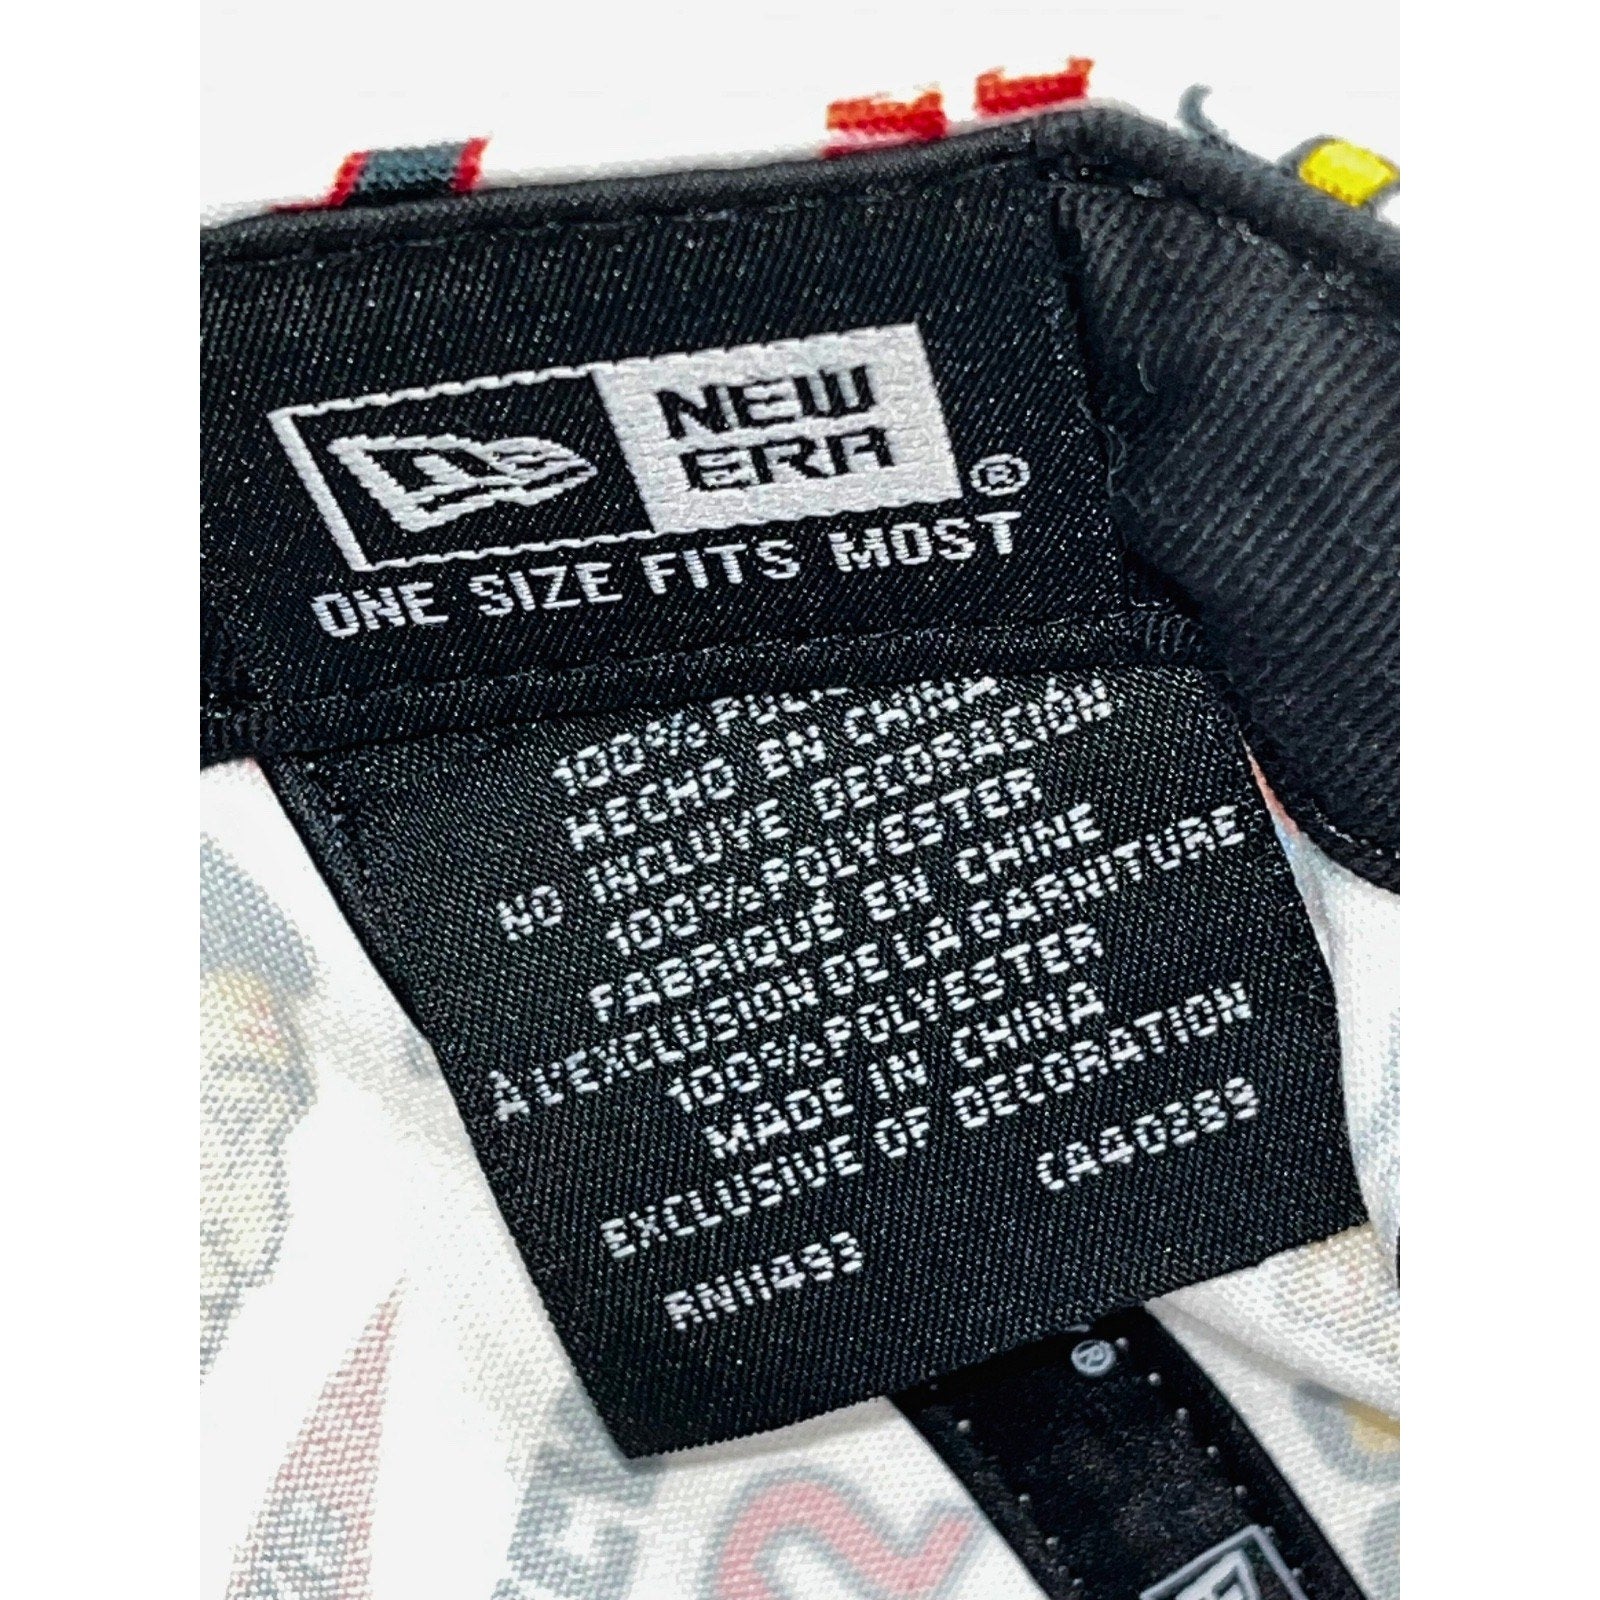 NEW
ERA
®
ONE SIZE FITS MOST
100%
HECHO EN CHINA
NO INCLUYE DECORACIÓN
100%POLYESTER
FABRIQUÉ EN CHINE
A L'EXCLUSION DE LA GARNITURE
100%POLYESTER
MADE IN CHINA
EXCLUSIVE OF DECORATION
RN11493 CA40289
®